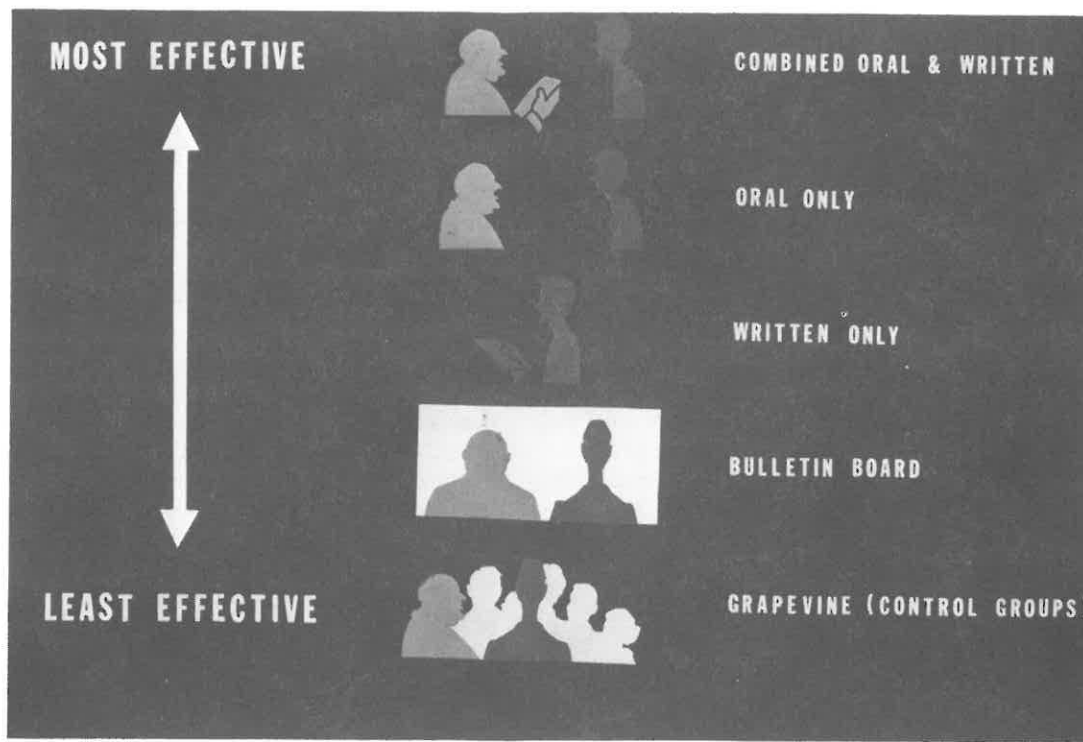 MOST EFFECTIVE
COMBINED ORAL & WRITTEN
ORAL ONLY
WRITTEN ONLY
BULLETIN BOARD
LEAST EFFECTIVE
GRAPEVINE (CONTROL GROUPS